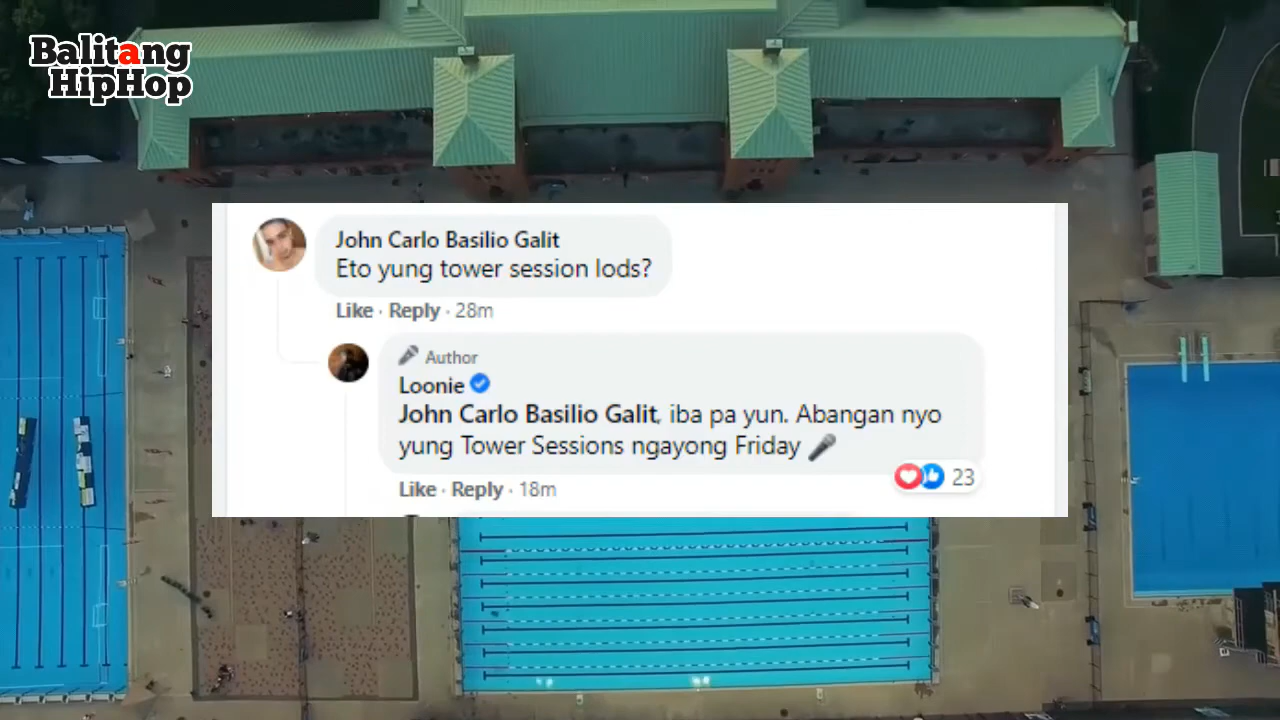 Balitang
HipHop
John Carlo Basilio Galit
Eto yung tower session lods?
Like · Reply · 28m
Author
Loonie
John Carlo Basilio Galit, iba pa yun. Abangan nyo
yung Tower Sessions ngayong Friday
23
Like · Reply · 18m